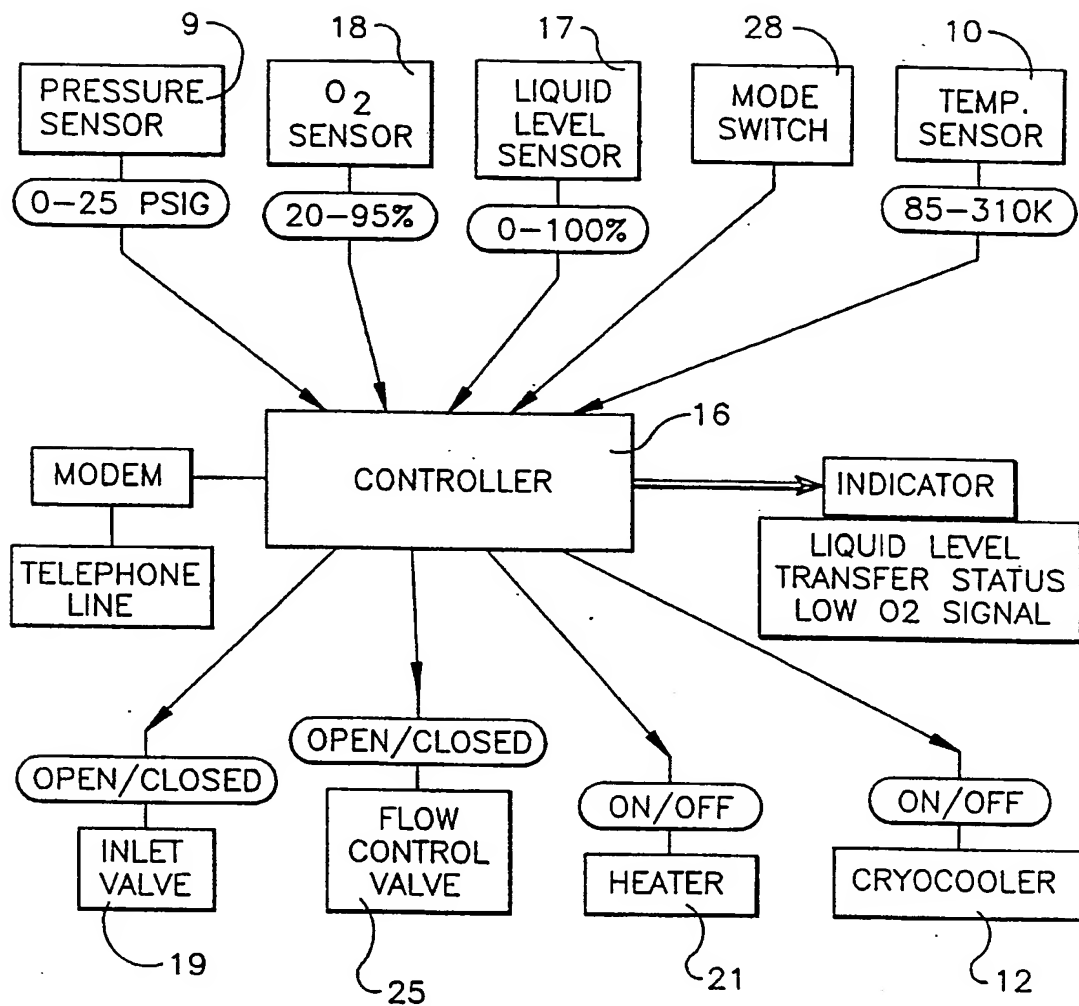 9
18
17
28
10
PRESSURE
SENSOR
O2
SENSOR
LIQUID
LEVEL
SENSOR
MODE
SWITCH
TEMP.
SENSOR
0-25 PSIG
20-95%
0-100%
85-310K
16
MODEM
CONTROLLER
INDICATOR
TELEPHONE
LINE
LIQUID LEVEL
TRANSFER STATUS
LOW O2 SIGNAL
OPEN/CLOSED
OPEN/CLOSED
ON/OFF
ON/OFF
INLET
VALVE
FLOW
CONTROL
VALVE
HEATER
CRYOCOOLER
19
25
21
12